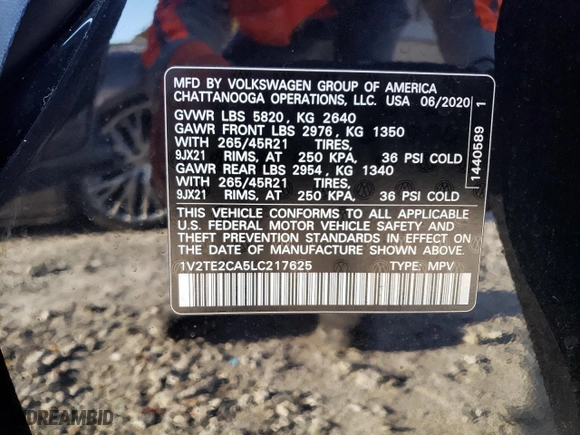 MFD BY VOLKSWAGEN GROUP OF AMERICA
CHATTANOOGA OPERATIONS, LLC. USA 06/2020
GVWR LBS 5820, KG 2640
GAWR FRONT LBS 2976, KG 1350
WITH 265/45R21 TIRES,
9JX21 RIMS, AT 250 KPA, 36 PSI COLD
GAWR REAR LBS 2954, KG 1340
WITH 265/45R21 TIRES,
9JX21 RIMS, AT 250 KPA, 36 PSI COLD
THIS VEHICLE CONFORMS TO ALL APPLICABLE
U.S. FEDERAL MOTOR VEHICLE SAFETY AND
THEFT PREVENTION STANDARDS IN EFFECT ON
THE DATE OF MANUFACTURE SHOWN ABOVE.
1V2TE2CA5LC217625 TYPE: MPV
1440589 1
DREAMBID